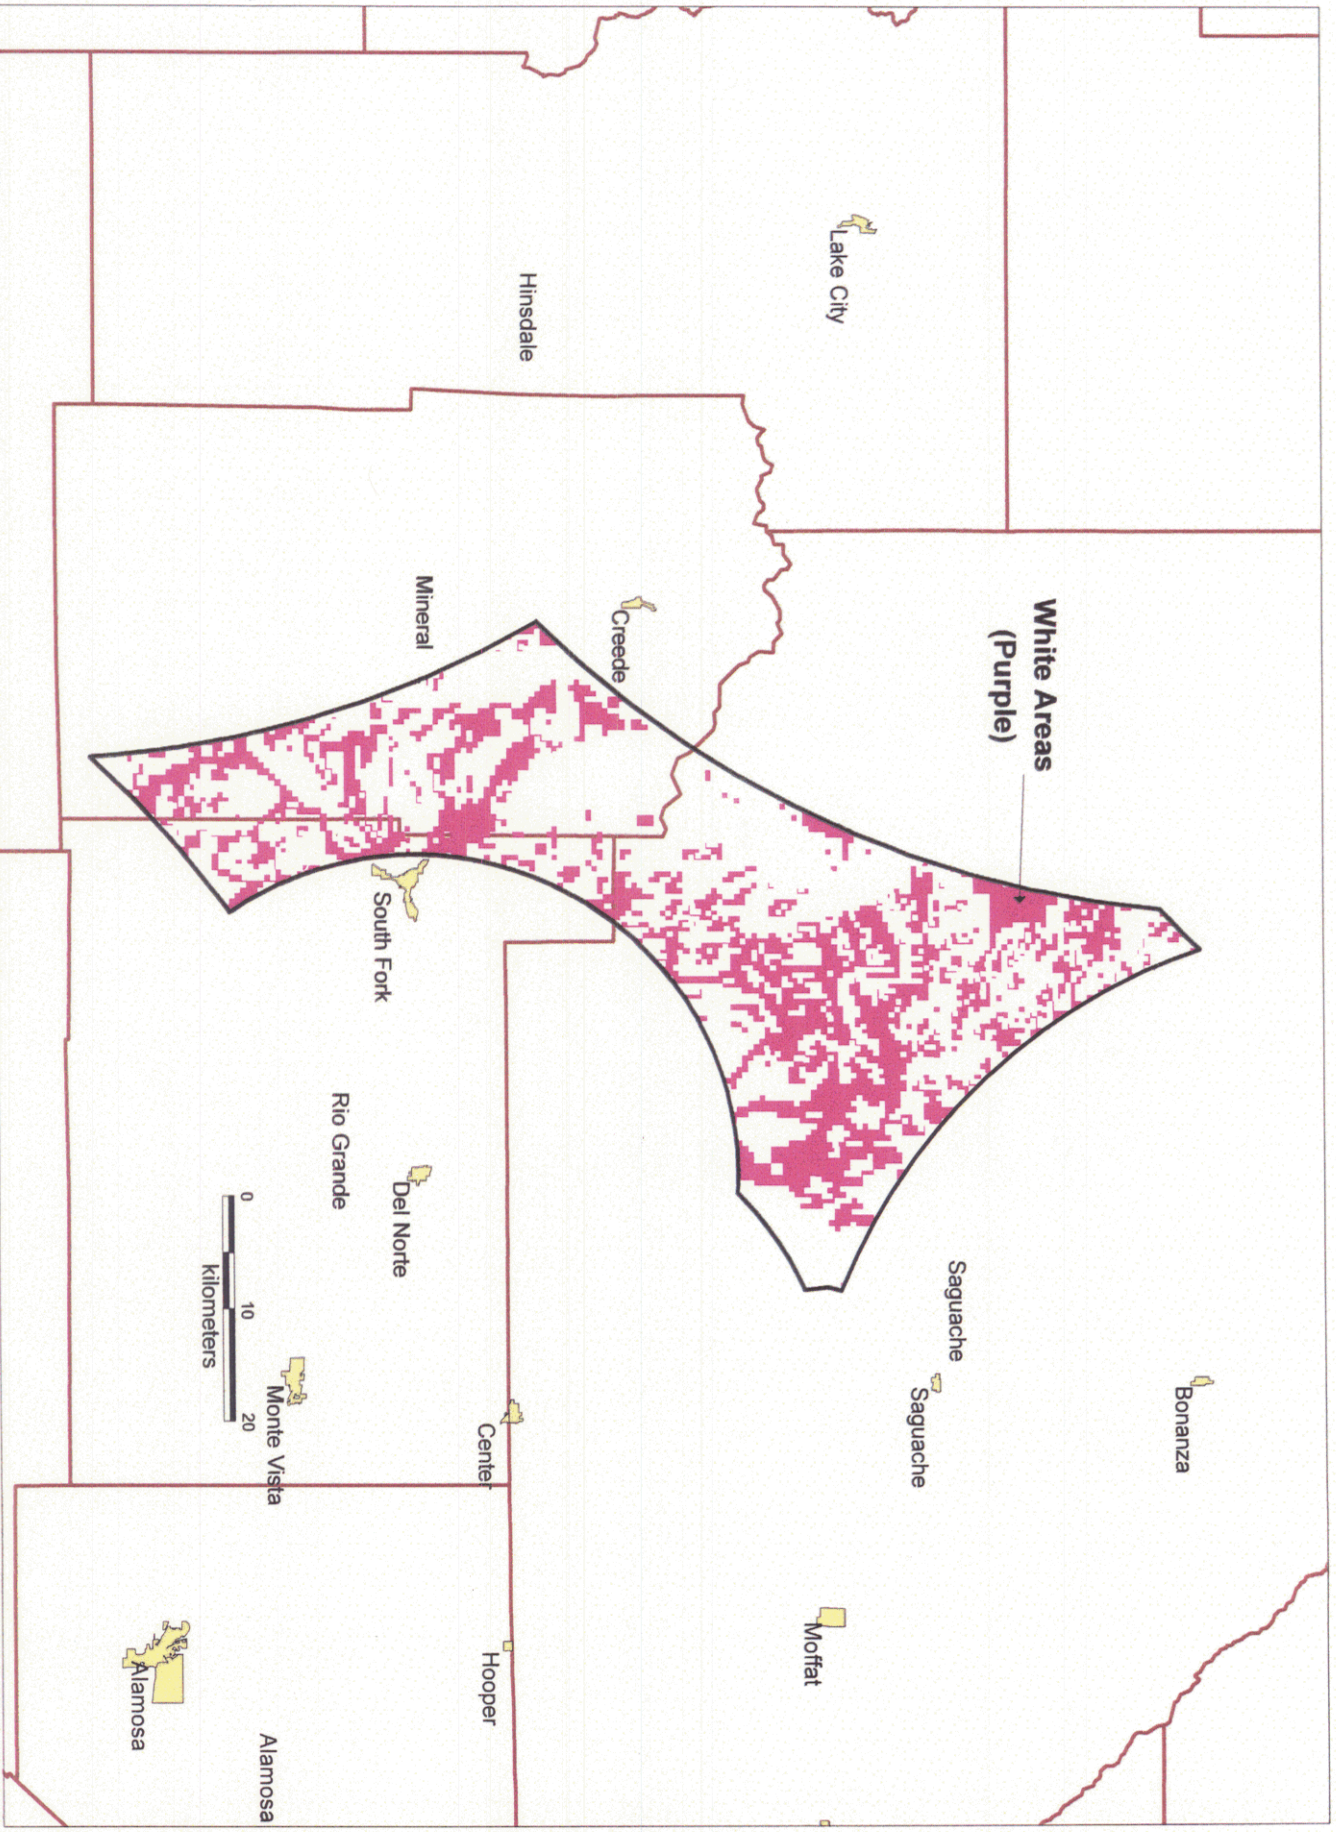 White Areas
(Purple)
Lake City
Hinsdale
Creede
Mineral
South Fork
Rio Grande
Del Norte
Saguache
Saguache
Bonanza
Center
Monte Vista
Moffat
Hooper
Alamosa
Alamosa
0 10 20
kilometers